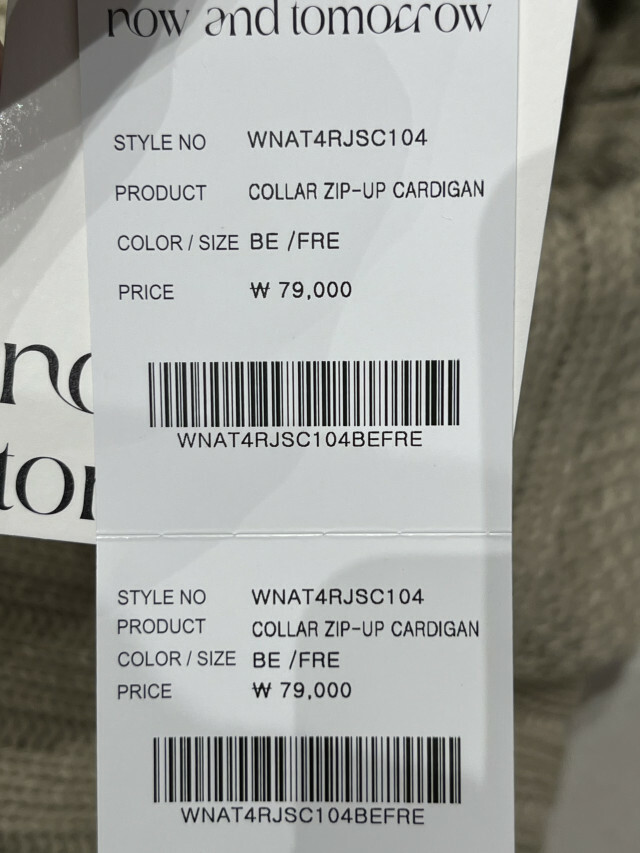 now and tomorrow
STYLE NO WNAT4RJSC104
PRODUCT COLLAR ZIP-UP CARDIGAN
COLOR / SIZE BE /FRE
PRICE ₩ 79,000
WNAT4RJSC104BEFRE
STYLE NO WNAT4RJSC104
PRODUCT COLLAR ZIP-UP CARDIGAN
COLOR / SIZE BE /FRE
PRICE ₩ 79,000
WNAT4RJSC104BEFRE